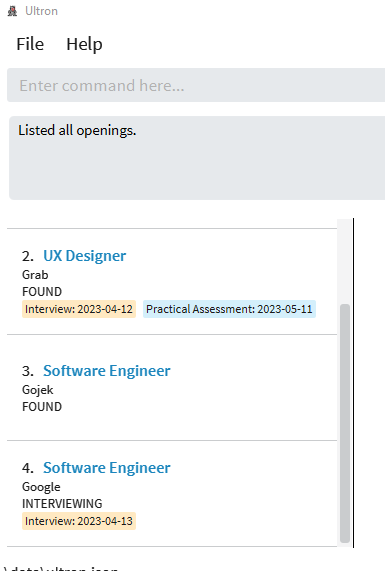 Ultron
File Help
Enter command here...
Listed all openings.
2. UX Designer
Grab
FOUND
Interview: 2023-04-12 Practical Assessment: 2023-05-11
3. Software Engineer
Gojek
FOUND
4. Software Engineer
Google
INTERVIEWING
Interview: 2023-04-13
.\data\ultron.json